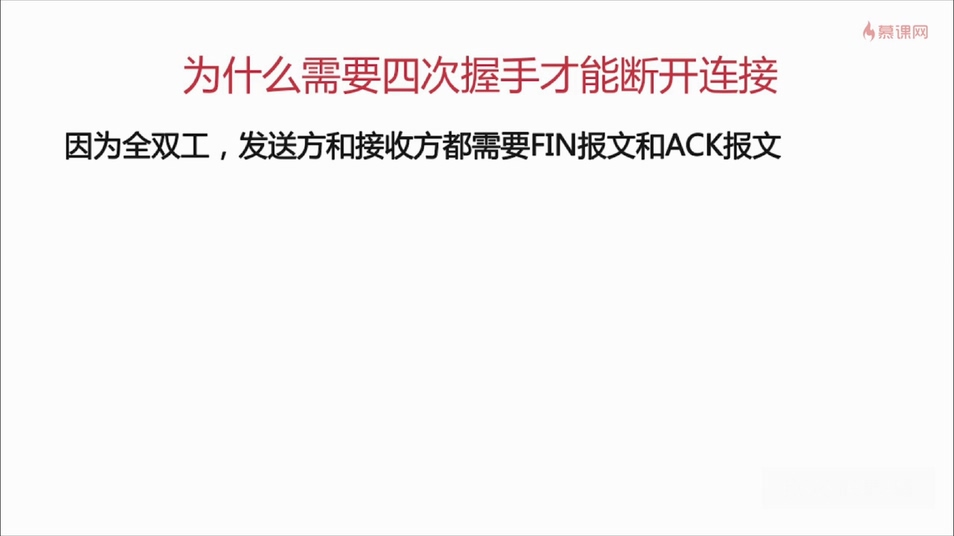 慕课网
为什么需要四次握手才能断开连接
因为全双工，发送方和接收方都需要FIN报文和ACK报文